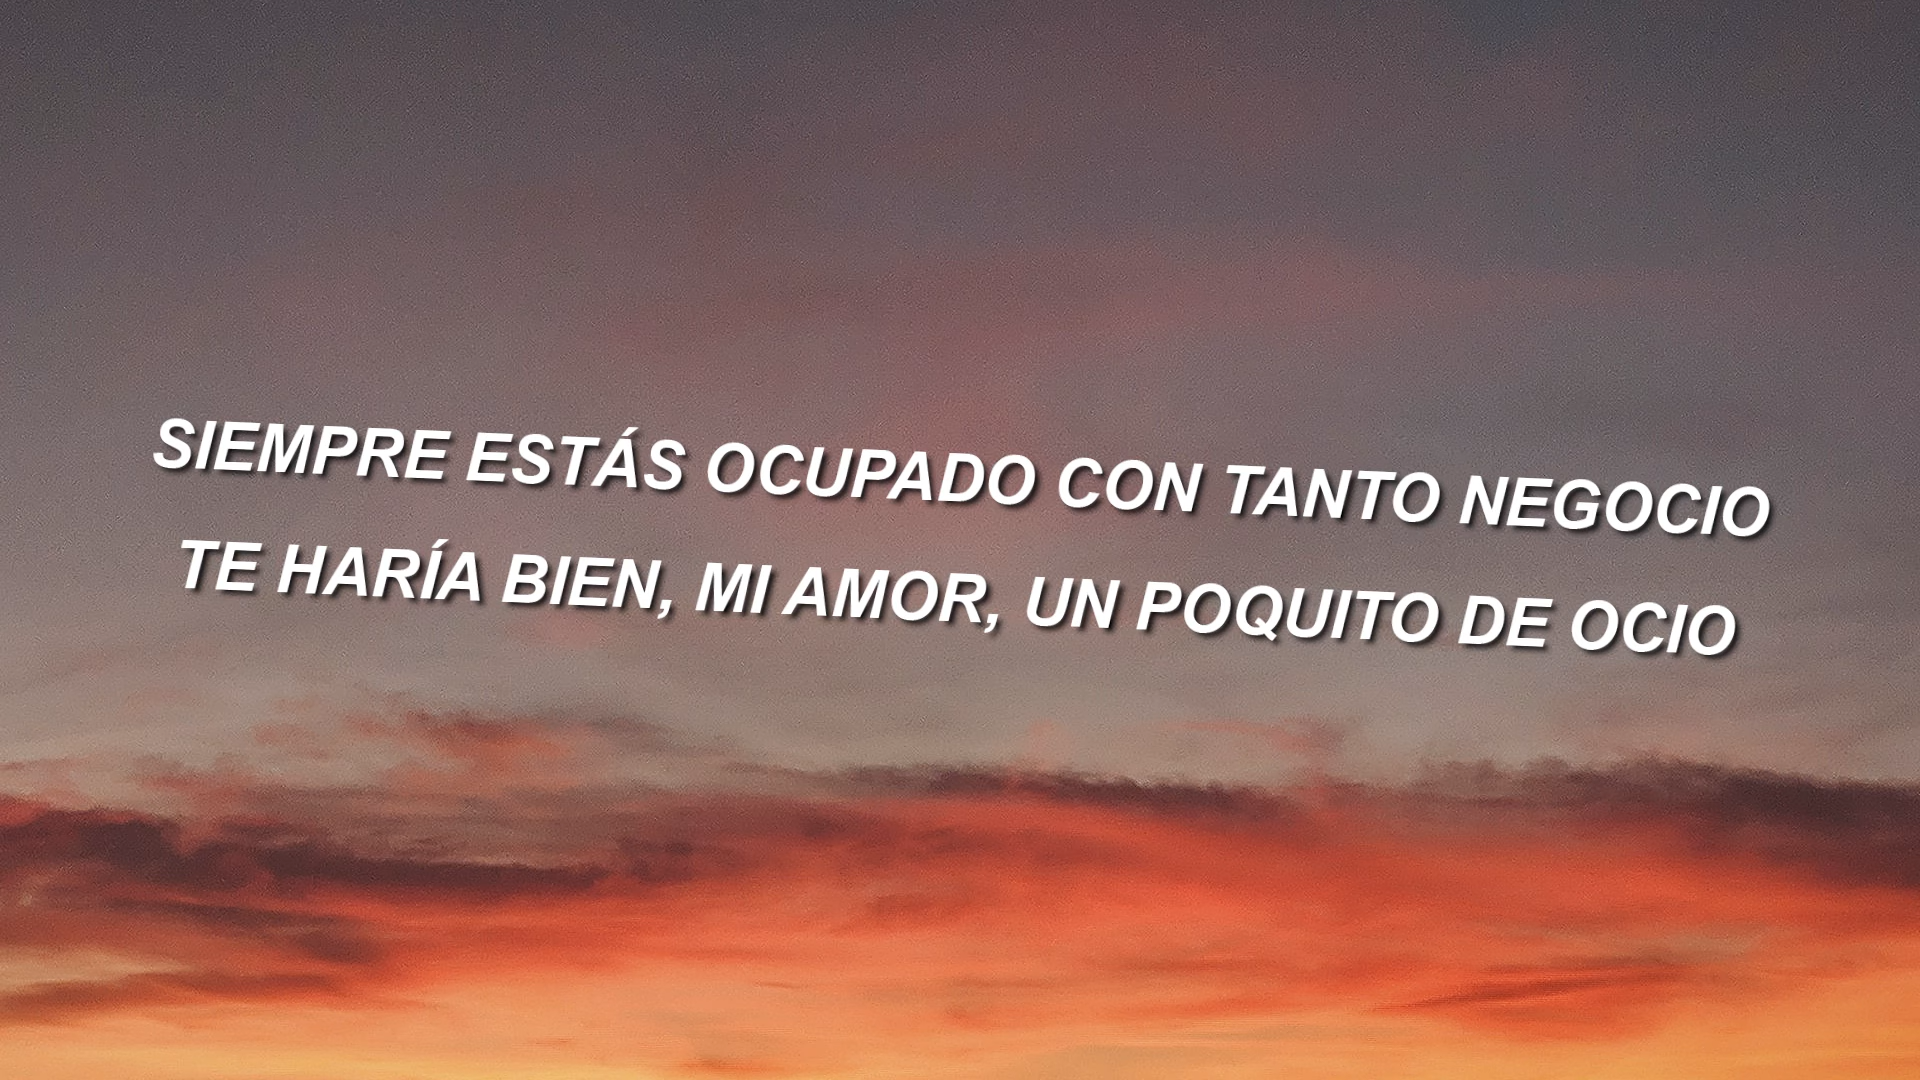 SIEMPRE ESTÁS OCUPADO CON TANTO NEGOCIO
TE HARÍA BIEN, MI AMOR, UN POQUITO DE OCIO